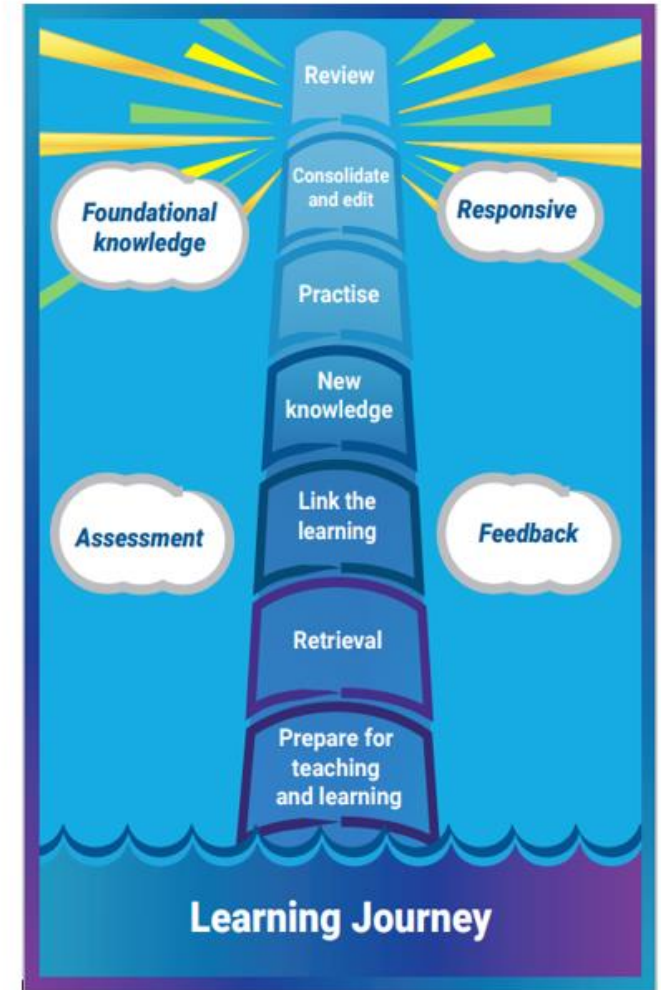 Review
Consolidate
and edit
Foundational
knowledge
Responsive
Practise
New
knowledge
Link the
learning
Assessment
Feedback
Retrieval
Prepare for
teaching
and learning
Learning Journey